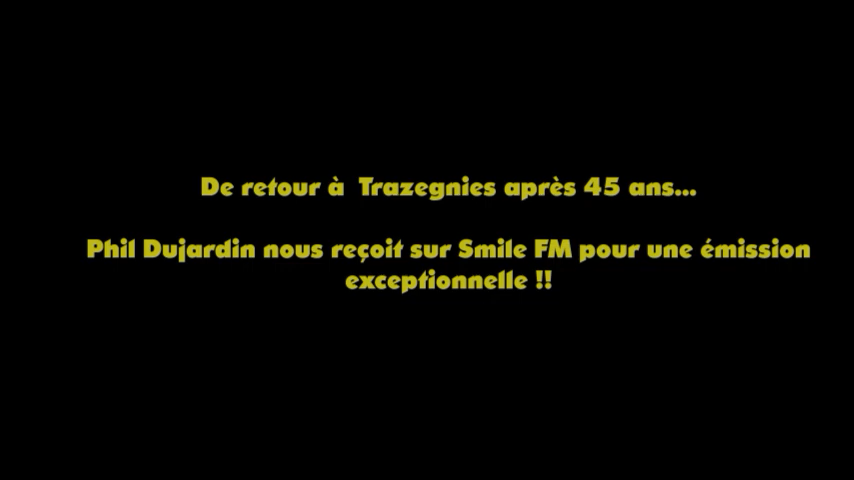 De retour à Trazegnies après 45 ans...
Phil Dujardin nous reçoit sur Smile FM pour une émission
exceptionnelle !!